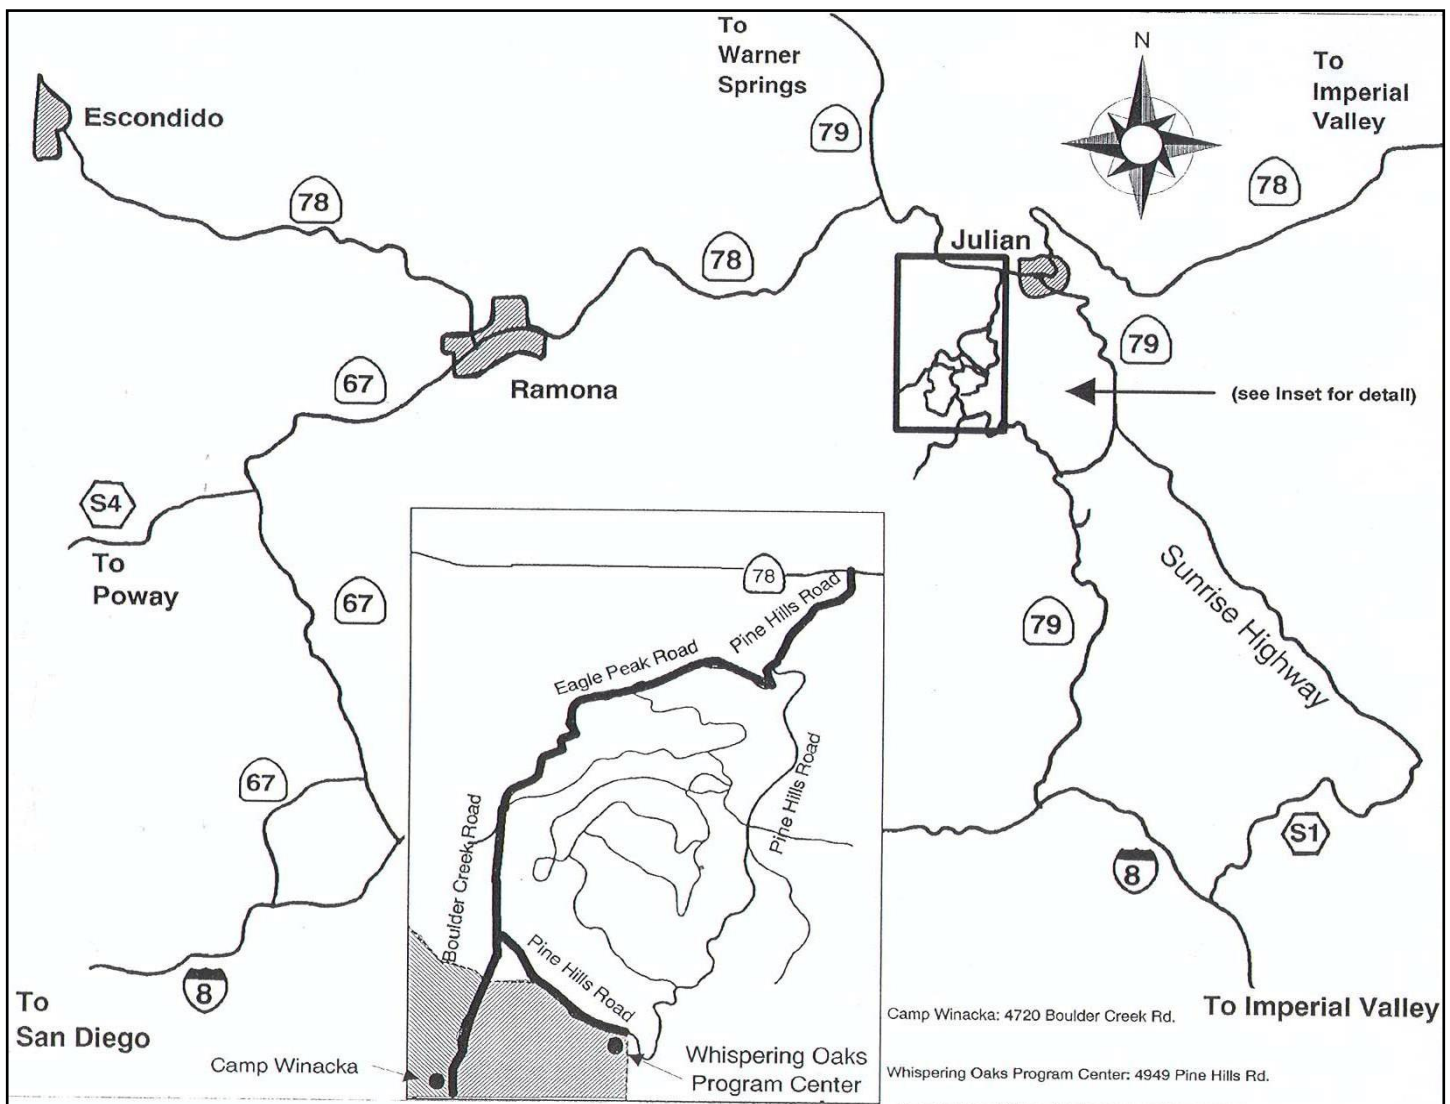 To
Warner
Springs
N
To
Imperial
Valley
Escondido
79
78
78
78
Julian
79
67
Ramona
(see Inset for detail)
S4
To
Poway
67
Sunrise Highway
79
78
Pine Hills Road
Eagle Peak Road
Pine Hills Road
67
Boulder Creek Road
S1
8
Pine Hills Road
8
To
San Diego
To Imperial Valley
Camp Winacka: 4720 Boulder Creek Rd.
Camp Winacka
Whispering Oaks
Program Center
Whispering Oaks Program Center: 4949 Pine Hills Rd.